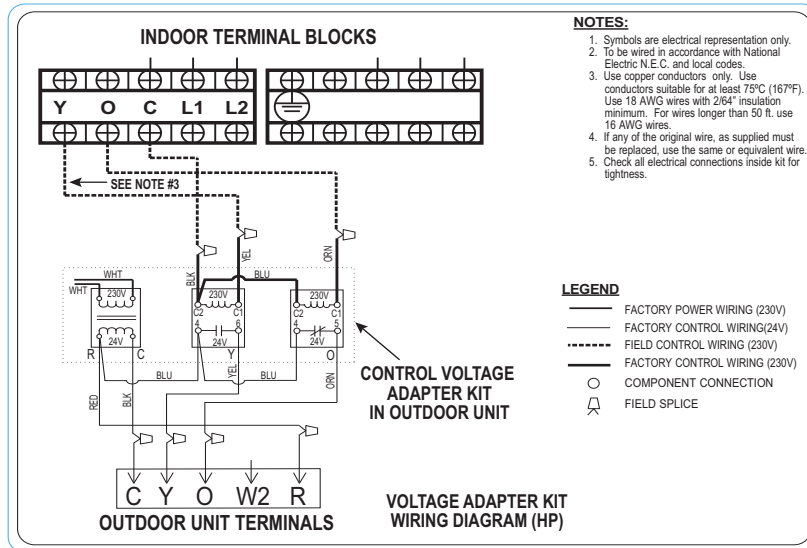 INDOOR TERMINAL BLOCKS
Y O C L1 L2
SEE NOTE #3
BLK
YEL
ORN
WHT
WHT
BLU
230V
230V
230V
C2 C1
C2 C1
4 6
4 5
24V
24V
24V
R C
Y
O
BLU
YEL
BLU
ORN
RED
BLK
CONTROL VOLTAGE
ADAPTER KIT
IN OUTDOOR UNIT
C Y O W2 R
OUTDOOR UNIT TERMINALS
VOLTAGE ADAPTER KIT
WIRING DIAGRAM (HP)
NOTES:
1. Symbols are electrical representation only.
2. To be wired in accordance with National
Electric N.E.C. and local codes.
3. Use copper conductors only. Use
conductors suitable for at least 75ºC (167ºF).
Use 18 AWG wires with 2/64" insulation
minimum. For wires longer than 50 ft. use
16 AWG wires.
4. If any of the original wire, as supplied must
be replaced, use the same or equivalent wire.
5. Check all electrical connections inside kit for
tightness.
LEGEND
FACTORY POWER WIRING (230V)
FACTORY CONTROL WIRING(24V)
FIELD CONTROL WIRING (230V)
FACTORY CONTROL WIRING (230V)
COMPONENT CONNECTION
FIELD SPLICE